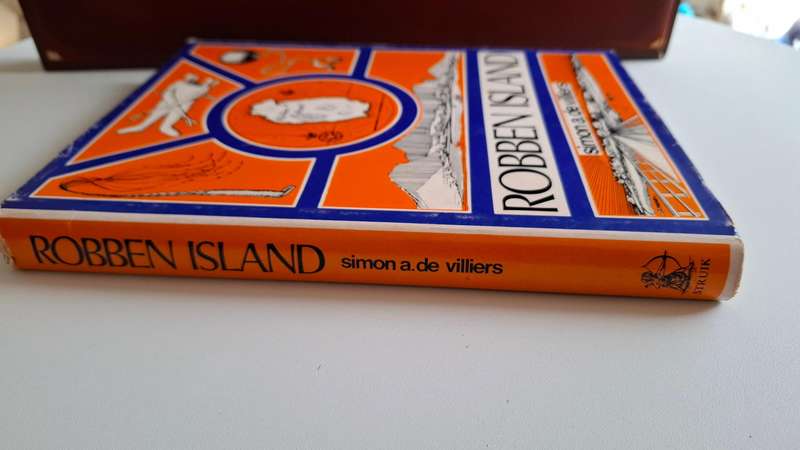 ROBBEN ISLAND
simon a.de villiers
ROBBEN ISLAND simon a.de villiers
STRUIK